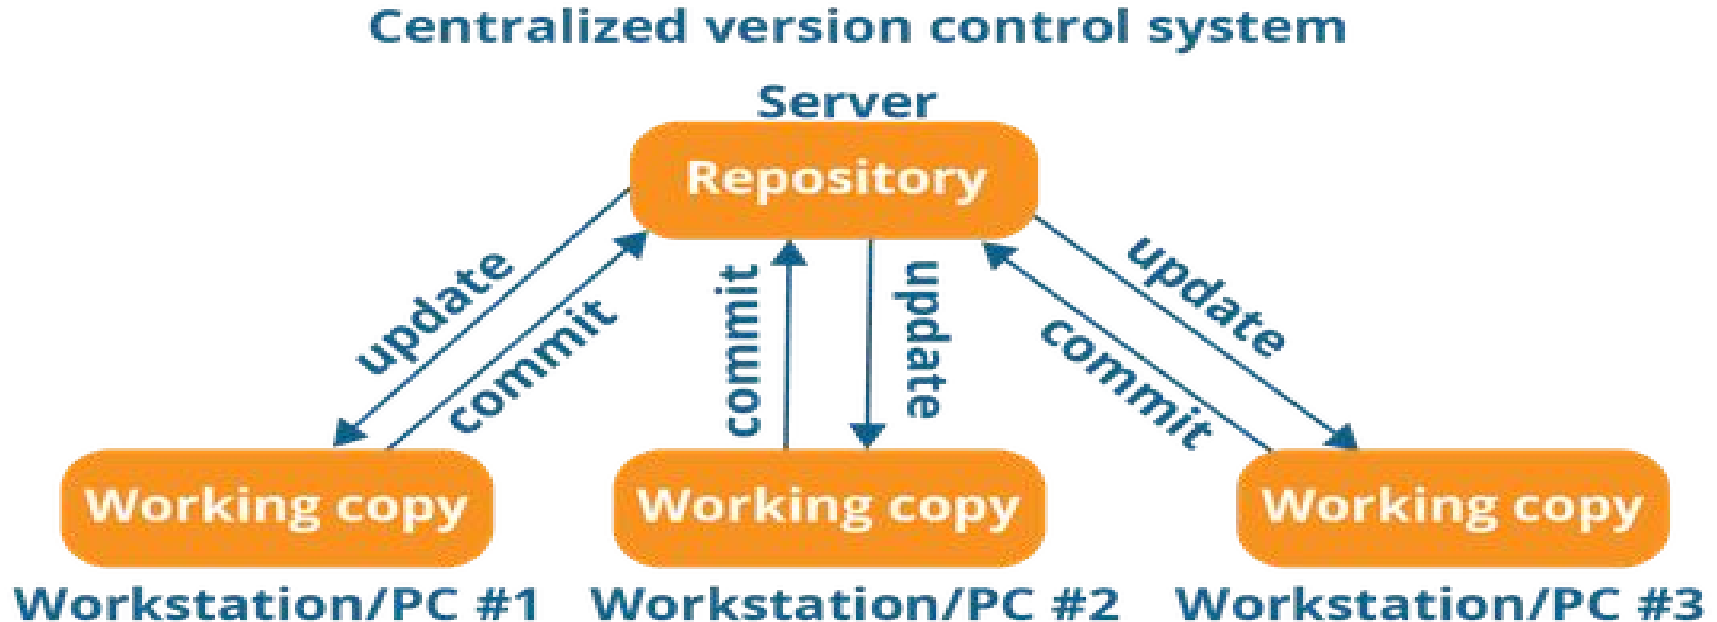 Centralized version control system
Server
Repository
update
commit
commit
update
commit
update
Working copy
Working copy
Working copy
Workstation/PC #1
Workstation/PC #2
Workstation/PC #3